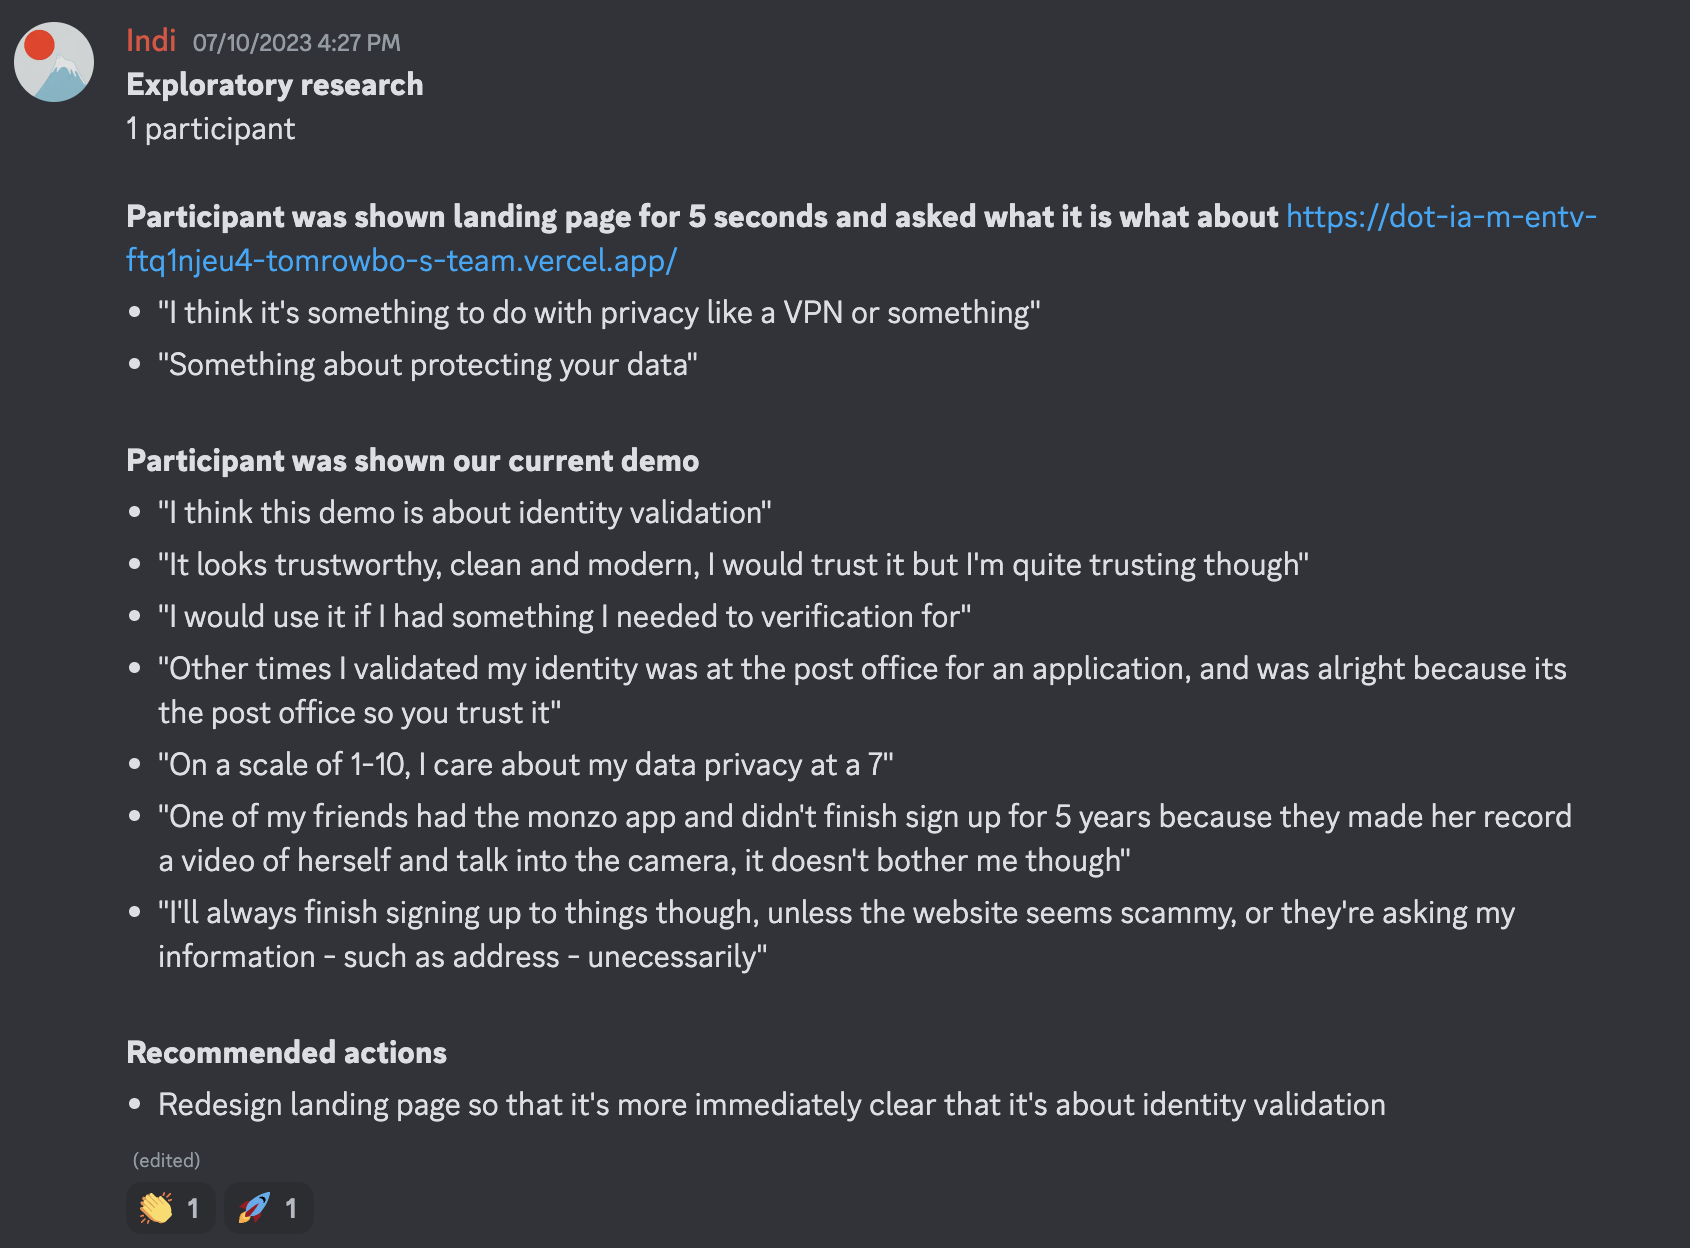 Indi 07/10/2023 4:27 PM
Exploratory research
1 participant
Participant was shown landing page for 5 seconds and asked what it is what about https://dot-ia-m-entv-
ftq1njeu4-tomrowbo-s-team.vercel.app/
• "I think it's something to do with privacy like a VPN or something"
• "Something about protecting your data"
Participant was shown our current demo
• "I think this demo is about identity validation"
• "It looks trustworthy, clean and modern, I would trust it but I'm quite trusting though"
• "I would use it if I had something I needed to verification for"
• "Other times I validated my identity was at the post office for an application, and was alright because its
the post office so you trust it"
• "On a scale of 1-10, I care about my data privacy at a 7"
• "One of my friends had the monzo app and didn't finish sign up for 5 years because they made her record
a video of herself and talk into the camera, it doesn't bother me though"
• "I'll always finish signing up to things though, unless the website seems scammy, or they're asking my
information - such as address - unecessarily"
Recommended actions
• Redesign landing page so that it's more immediately clear that it's about identity validation
(edited)
👏 1 🚀 1